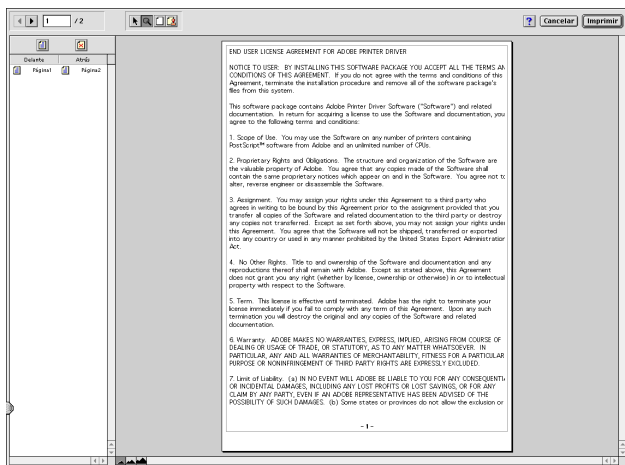 1 / 2
? Cancelar Imprimir
Delante Atrás
Página1 Página2
END USER LICENSE AGREEMENT FOR ADOBE PRINTER DRIVER
NOTICE TO USER: BY INSTALLING THIS SOFTWARE PACKAGE YOU ACCEPT ALL THE TERMS AN
CONDITIONS OF THIS AGREEMENT. If you do not agree with the terms and conditions of this
Agreement, terminate the installation procedure and remove all of the software package's
files from this system.
This software package contains Adobe Printer Driver Software ("Software") and related
documentation. In return for acquiring a license to use the Software and documentation, you
agree to the following terms and conditions:
1. Scope of Use. You may use the Software on any number of printers containing
PostScript™ software from Adobe and an unlimited number of CPUs.
2. Proprietary Rights and Obligations. The structure and organization of the Software are
the valuable property of Adobe. You agree that any copies made of the Software shall
contain the same proprietary notices which appear on and in the Software. You agree not to
alter, reverse engineer or disassemble the Software.
3. Assignment. You may assign your rights under this Agreement to a third party who
agrees in writing to be bound by this Agreement prior to the assignment provided that you
transfer all copies of the Software and related documentation to the third party or destroy
any copies not transferred. Except as set forth above, you may not assign your rights under
this Agreement. You agree that the Software will not be shipped, transferred or exported
into any country or used in any manner prohibited by the United States Export Administration
Act.
4. No Other Rights. Title to and ownership of the Software and documentation and any
reproductions thereof shall remain with Adobe. Except as stated above, this Agreement
does not grant you any right (whether by license, ownership or otherwise) in or to intellectual
property with respect to the Software.
5. Term. This license is effective until terminated. Adobe has the right to terminate your
license immediately if you fail to comply with any term of this Agreement. Upon any such
termination you will destroy the original and any copies of the Software and related
documentation.
6. Warranty. ADOBE MAKES NO WARRANTIES, EXPRESS, IMPLIED, ARISING FROM COURSE OF
DEALING OR USAGE OF TRADE, OR STATUTORY, AS TO ANY MATTER WHATSOEVER. IN
PARTICULAR, ANY AND ALL WARRANTIES OF MERCHANTABILITY, FITNESS FOR A PARTICULAR
PURPOSE OR NONINFRINGEMENT OF THIRD PARTY RIGHTS ARE EXPRESSLY EXCLUDED.
7. Limit of Liability. (a) IN NO EVENT WILL ADOBE BE LIABLE TO YOU FOR ANY CONSEQUENTI
OR INCIDENTAL DAMAGES, INCLUDING ANY LOST PROFITS OR LOST SAVINGS, OR FOR ANY
CLAIM BY ANY PARTY, EVEN IF AN ADOBE REPRESENTATIVE HAS BEEN ADVISED OF THE
POSSIBILITY OF SUCH DAMAGES. (b) Some states or provinces do not allow the exclusion or
- 1 -